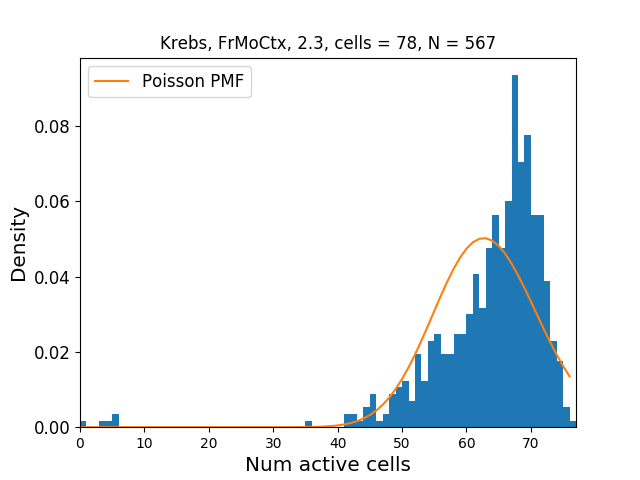 Krebs, FrMoCtx, 2.3, cells = 78, N = 567
Poisson PMF
Density
0.08
0.06
0.04
0.02
0.00
0 10 20 30 40 50 60 70
Num active cells